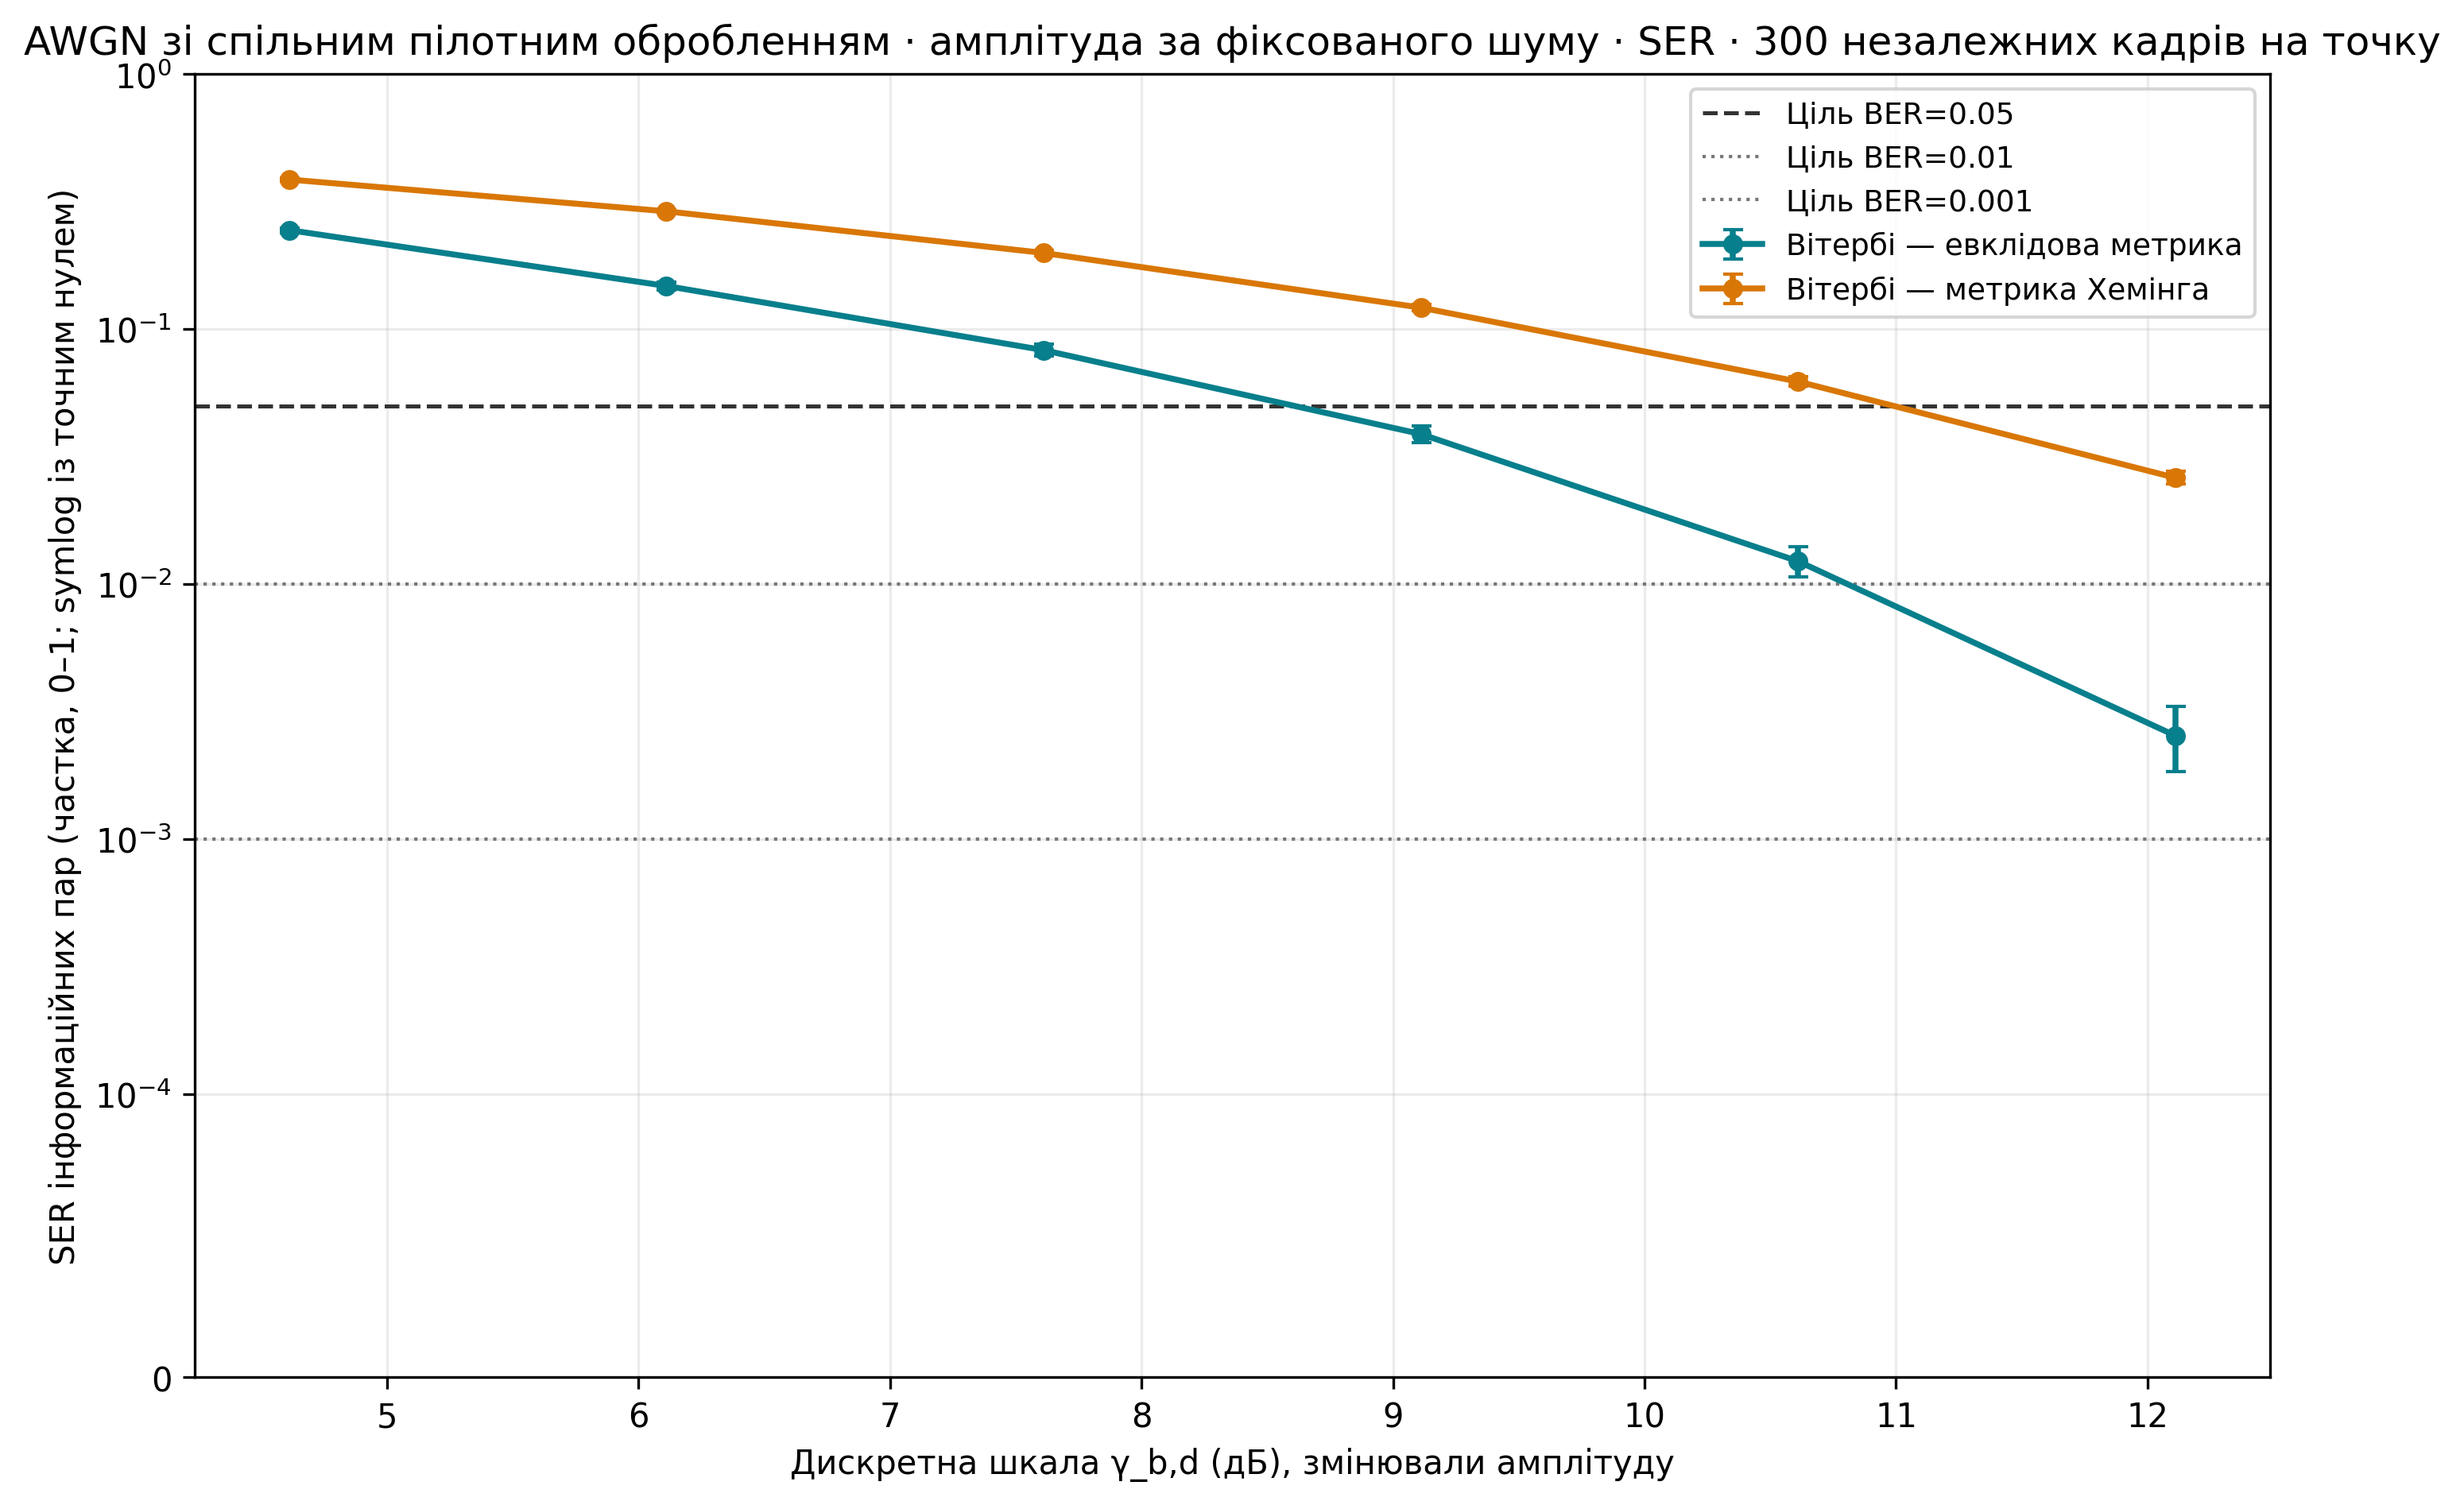 AWGN зі спільним пілотним обробленням · амплітуда за фіксованого шуму · SER · 300 незалежних кадрів на точку
SER інформаційних пар (частка, 0–1; symlog із точним нулем)
10⁰
10⁻¹
10⁻²
10⁻³
10⁻⁴
0
Ціль BER=0.05
Ціль BER=0.01
Ціль BER=0.001
Вітербі — евклідова метрика
Вітербі — метрика Хемінга
5 6 7 8 9 10 11 12
Дискретна шкала γ_b,d (дБ), змінювали амплітуду